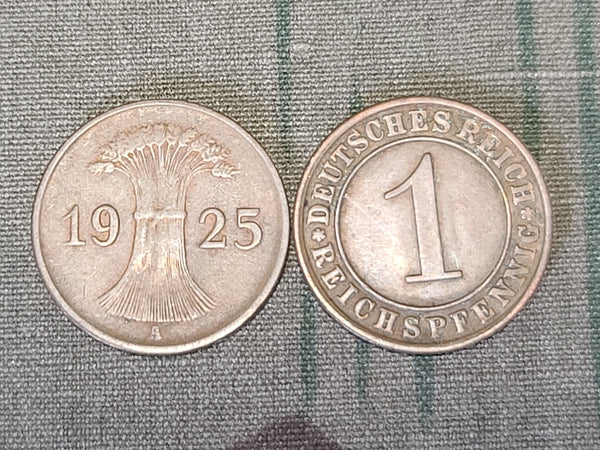 19 25
A
DEUTSCHES REICH
1
REICHSPFENNIG